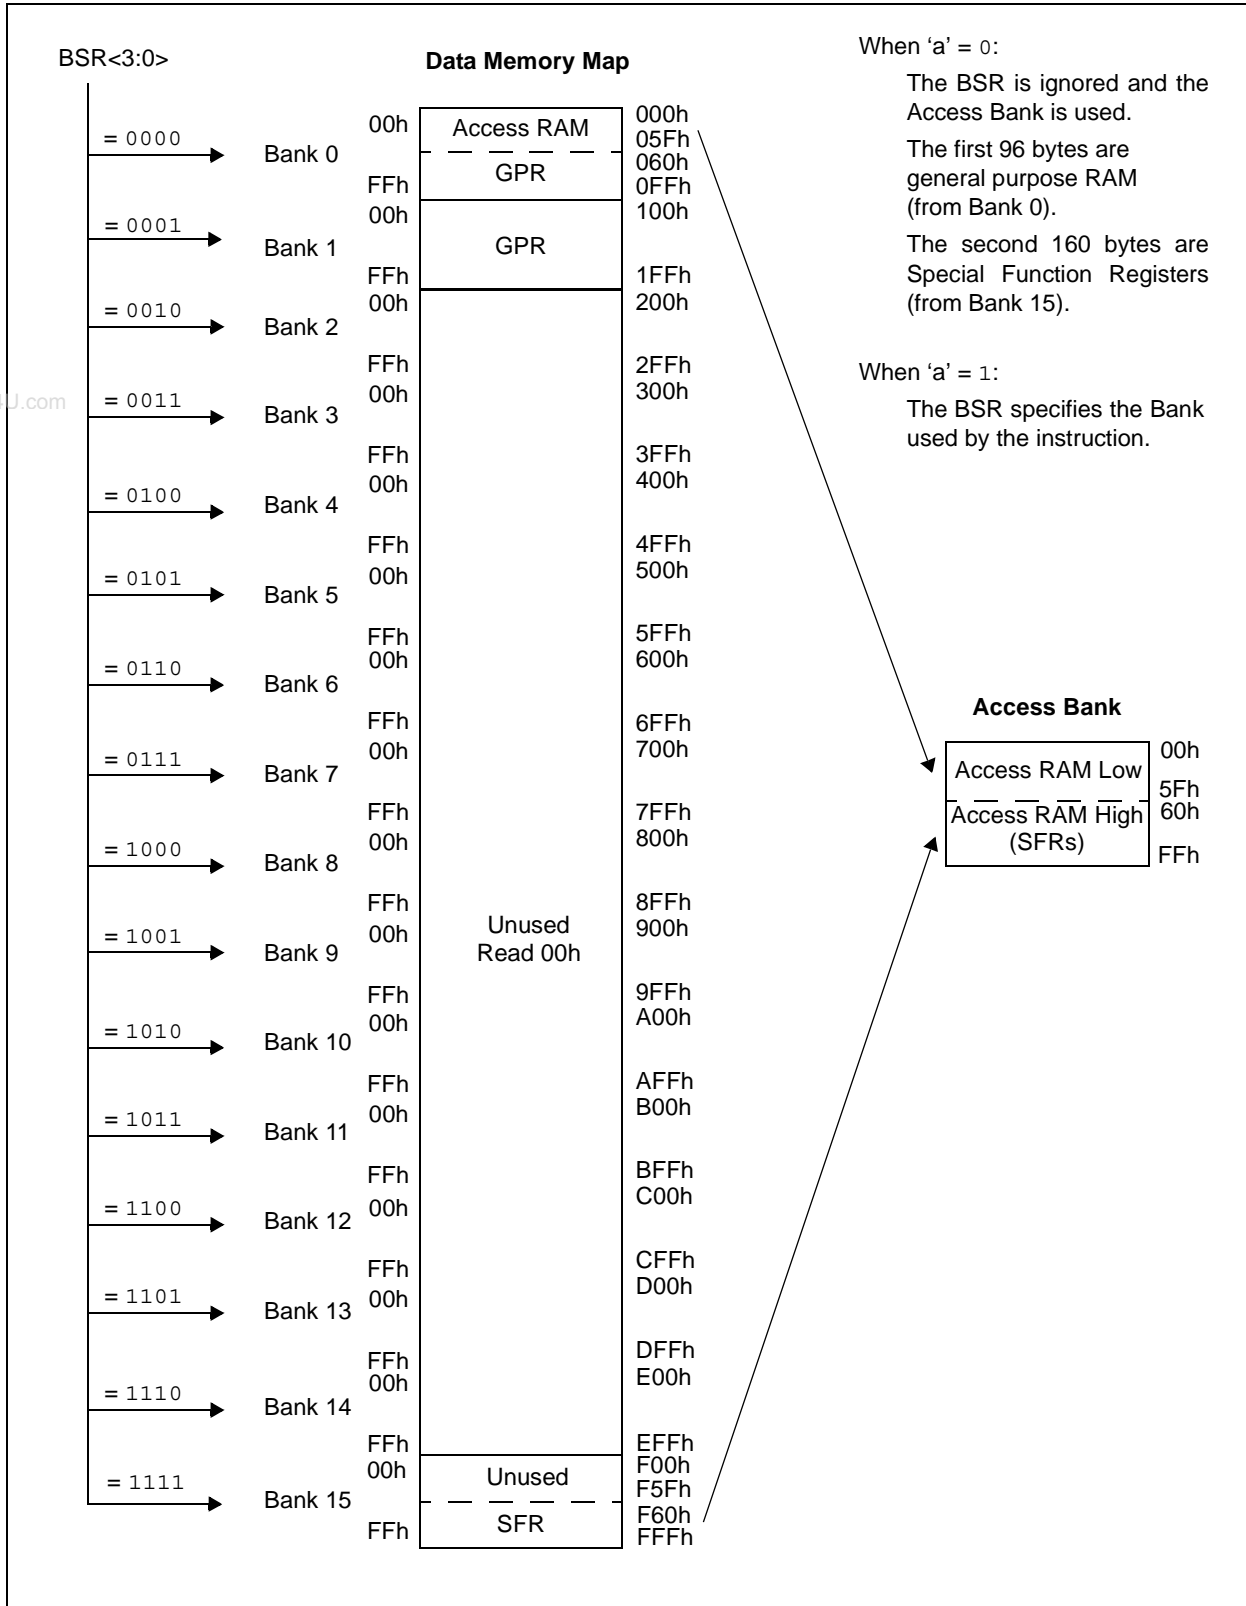 BSR<3:0>
Data Memory Map
When ‘a’ = 0:
The BSR is ignored and the
Access Bank is used.
The first 96 bytes are
general purpose RAM
(from Bank 0).
The second 160 bytes are
Special Function Registers
(from Bank 15).
When ‘a’ = 1:
The BSR specifies the Bank
used by the instruction.
= 0000
Bank 0
00h
FFh
Access RAM
GPR
000h
05Fh
060h
0FFh
= 0001
Bank 1
00h
FFh
GPR
100h
1FFh
= 0010
Bank 2
00h
FFh
200h
2FFh
4U.com
= 0011
Bank 3
00h
FFh
300h
3FFh
= 0100
Bank 4
00h
FFh
400h
4FFh
= 0101
Bank 5
00h
FFh
500h
5FFh
= 0110
Bank 6
00h
FFh
600h
6FFh
= 0111
Bank 7
00h
FFh
700h
7FFh
= 1000
Bank 8
00h
FFh
800h
8FFh
= 1001
Bank 9
00h
FFh
Unused
Read 00h
900h
9FFh
= 1010
Bank 10
00h
FFh
A00h
AFFh
= 1011
Bank 11
00h
FFh
B00h
BFFh
= 1100
Bank 12
00h
FFh
C00h
CFFh
= 1101
Bank 13
00h
FFh
D00h
DFFh
= 1110
Bank 14
00h
FFh
E00h
EFFh
= 1111
Bank 15
00h
FFh
Unused
SFR
F00h
F5Fh
F60h
FFFh
Access Bank
Access RAM Low
Access RAM High
(SFRs)
00h
5Fh
60h
FFh